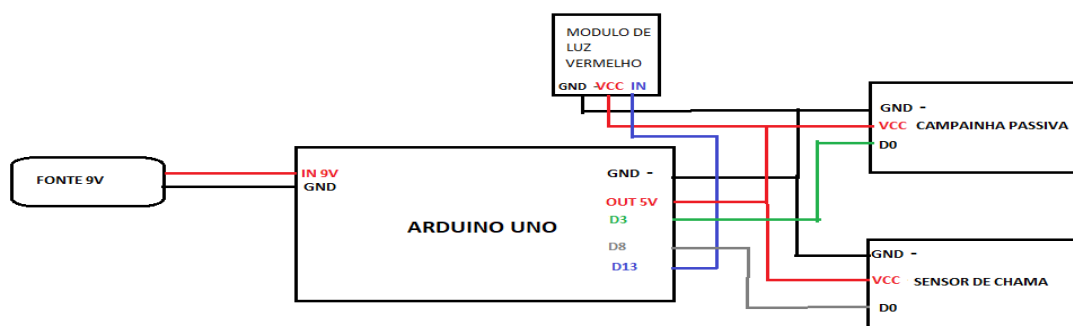 MODULO DE
LUZ
VERMELHO
GND -VCC IN
GND -
VCC CAMPAINHA PASSIVA
D0
FONTE 9V
IN 9V
GND
ARDUINO UNO
GND -
OUT 5V
D3
D8
D13
GND -
VCC SENSOR DE CHAMA
D0